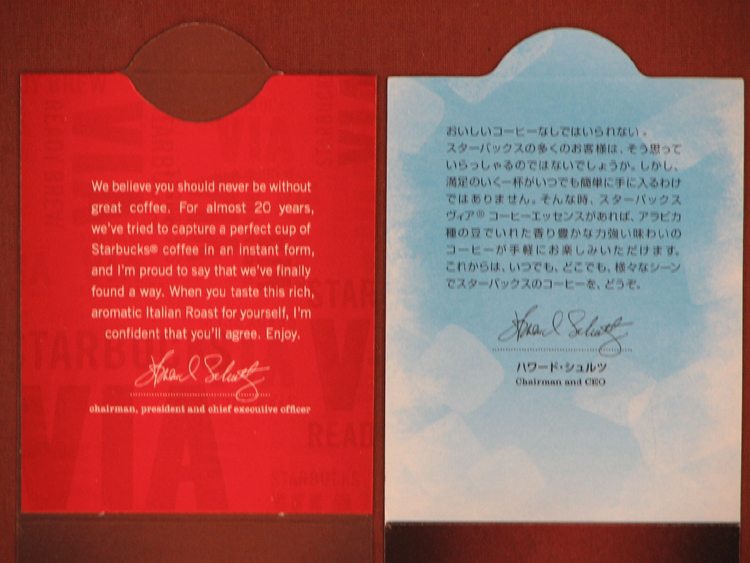 We believe you should never be without
great coffee. For almost 20 years,
we've tried to capture a perfect cup of
Starbucks® coffee in an instant form,
and I'm proud to say that we've finally
found a way. When you taste this rich,
aromatic Italian Roast for yourself, I'm
confident that you'll agree. Enjoy.
chairman, president and chief executive officer
STARBUCKS
VIA
READY
STARBUCKS
VIA
おいしいコーヒーなしではいられない。
スターバックスの多くのお客様は、そう思って
いらっしゃるのではないでしょうか。しかし、
満足のいく一杯がいつでも簡単に手に入るわけ
ではありません。そんな時、スターバックス
ヴィア® コーヒーエッセンスがあれば、アラビカ
種の豆でいれた香り豊かな力強い味わいの
コーヒーが手軽にお楽しみいただけます。
これからは、いつでも、どこでも、様々なシーン
でスターバックスのコーヒーを、どうぞ。
ハワード・シュルツ
Chairman and CEO